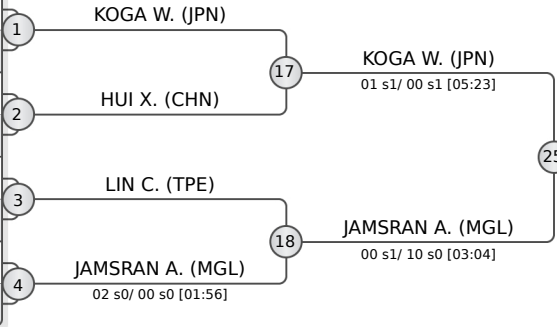 KOGA W. (JPN)
1
17
KOGA W. (JPN)
01 s1/ 00 s1 [05:23]
HUI X. (CHN)
2
25
LIN C. (TPE)
3
18
JAMSRAN A. (MGL)
00 s1/ 10 s0 [03:04]
JAMSRAN A. (MGL)
4
02 s0/ 00 s0 [01:56]